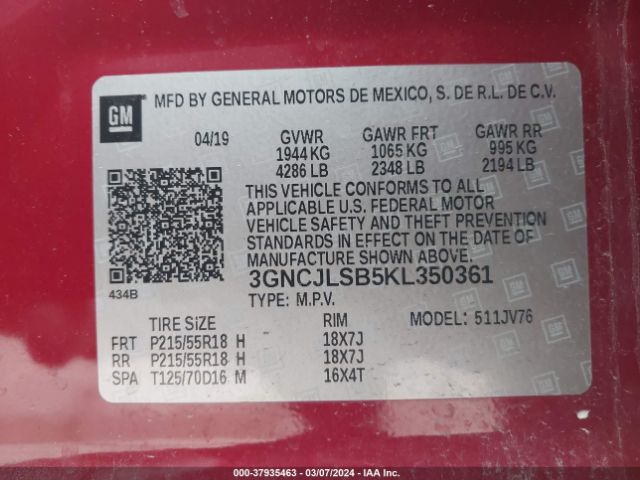 GM
MFD BY GENERAL MOTORS DE MEXICO, S. DE R.L. DE C.V.
04/19 GVWR GAWR FRT GAWR RR
1944 KG 1065 KG 995 KG
4286 LB 2348 LB 2194 LB
THIS VEHICLE CONFORMS TO ALL
APPLICABLE U.S. FEDERAL MOTOR
VEHICLE SAFETY AND THEFT PREVENTION
STANDARDS IN EFFECT ON THE DATE OF
MANUFACTURE SHOWN ABOVE.
3GNCJLSB5KL350361
434B TYPE: M.P.V.
TIRE SIZE RIM MODEL: 511JV76
FRT P215/55R18 H 18X7J
RR P215/55R18 H 18X7J
SPA T125/70D16 M 16X4T
000-37935463 - 03/07/2024 - IAA Inc.